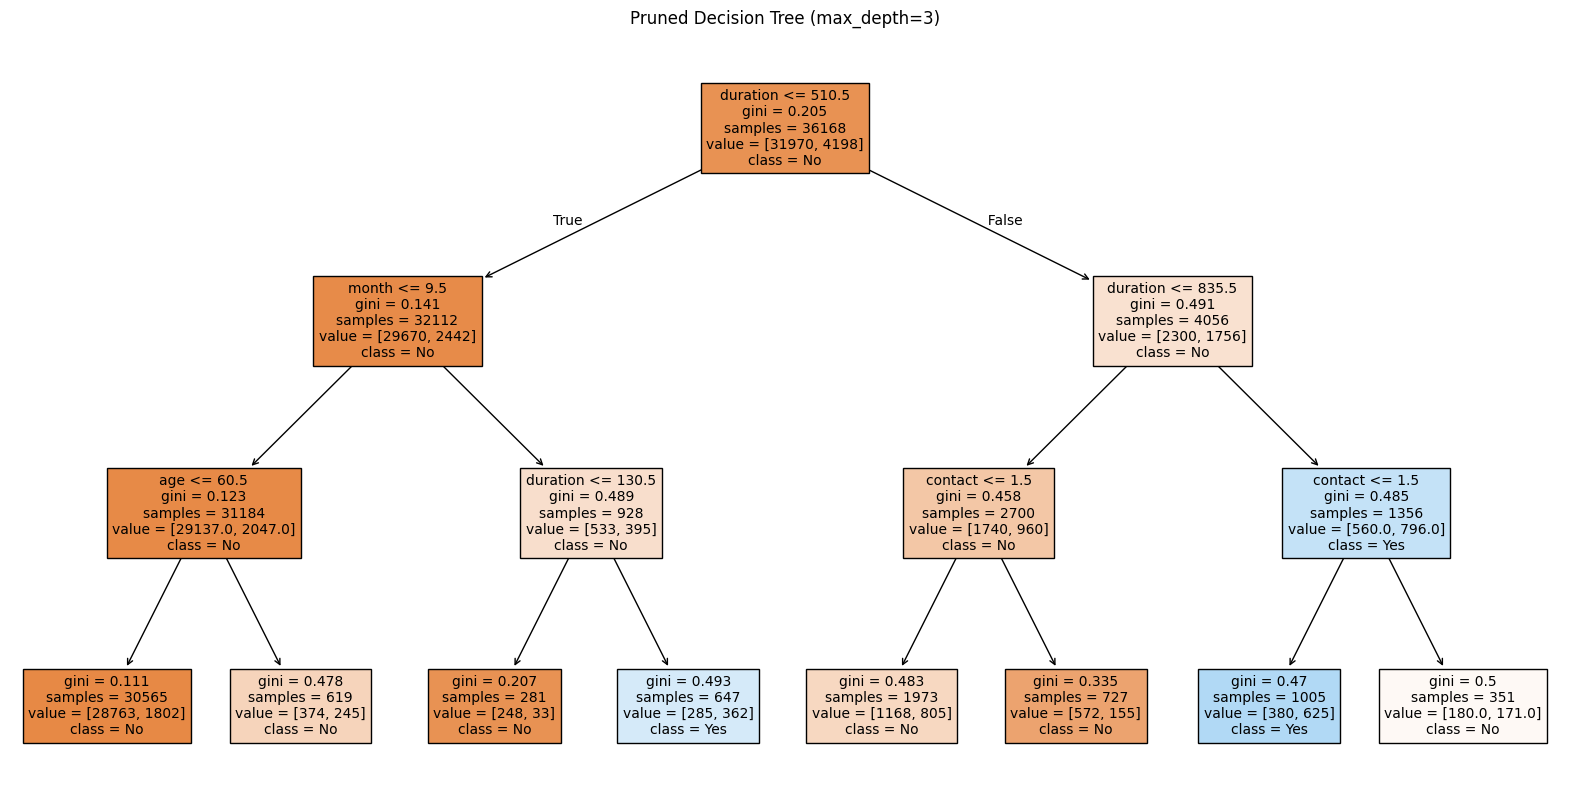 Pruned Decision Tree (max_depth=3)
duration <= 510.5
gini = 0.205
samples = 36168
value = [31970, 4198]
class = No
True
False
month <= 9.5
gini = 0.141
samples = 32112
value = [29670, 2442]
class = No
duration <= 835.5
gini = 0.491
samples = 4056
value = [2300, 1756]
class = No
age <= 60.5
gini = 0.123
samples = 31184
value = [29137.0, 2047.0]
class = No
duration <= 130.5
gini = 0.489
samples = 928
value = [533, 395]
class = No
contact <= 1.5
gini = 0.458
samples = 2700
value = [1740, 960]
class = No
contact <= 1.5
gini = 0.485
samples = 1356
value = [560.0, 796.0]
class = Yes
gini = 0.111
samples = 30565
value = [28763, 1802]
class = No
gini = 0.478
samples = 619
value = [374, 245]
class = No
gini = 0.207
samples = 281
value = [248, 33]
class = No
gini = 0.493
samples = 647
value = [285, 362]
class = Yes
gini = 0.483
samples = 1973
value = [1168, 805]
class = No
gini = 0.335
samples = 727
value = [572, 155]
class = No
gini = 0.47
samples = 1005
value = [380, 625]
class = Yes
gini = 0.5
samples = 351
value = [180.0, 171.0]
class = No